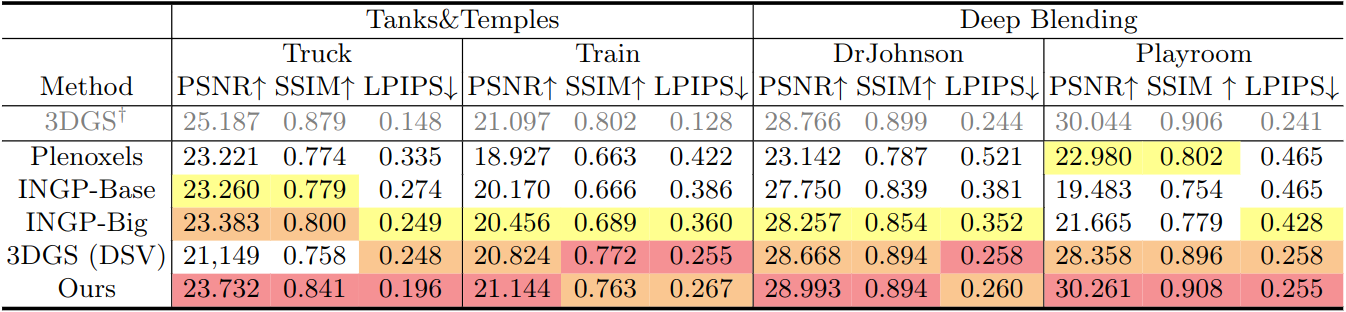 Tanks&Temples Deep Blending
Truck Train DrJohnson Playroom
Method PSNR↑ SSIM↑ LPIPS↓ PSNR↑ SSIM↑ LPIPS↓ PSNR↑ SSIM↑ LPIPS↓ PSNR↑ SSIM ↑ LPIPS↓
3DGS† 25.187 0.879 0.148 21.097 0.802 0.128 28.766 0.899 0.244 30.044 0.906 0.241
Plenoxels 23.221 0.774 0.335 18.927 0.663 0.422 23.142 0.787 0.521 22.980 0.802 0.465
INGP-Base 23.260 0.779 0.274 20.170 0.666 0.386 27.750 0.839 0.381 19.483 0.754 0.465
INGP-Big 23.383 0.800 0.249 20.456 0.689 0.360 28.257 0.854 0.352 21.665 0.779 0.428
3DGS (DSV) 21,149 0.758 0.248 20.824 0.772 0.255 28.668 0.894 0.258 28.358 0.896 0.258
Ours 23.732 0.841 0.196 21.144 0.763 0.267 28.993 0.894 0.260 30.261 0.908 0.255